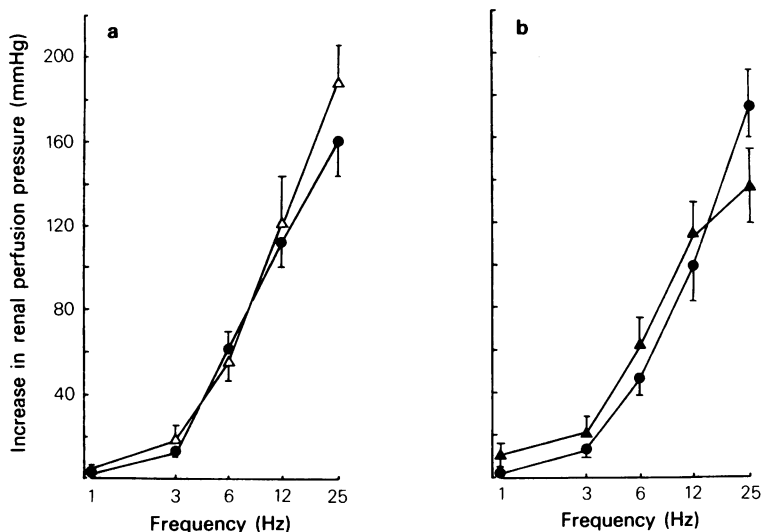 a
b
Increase in renal perfusion pressure (mmHg)
200
160
120
80
40
1 3 6 12 25
Frequency (Hz)
1 3 6 12 25
Frequency (Hz)